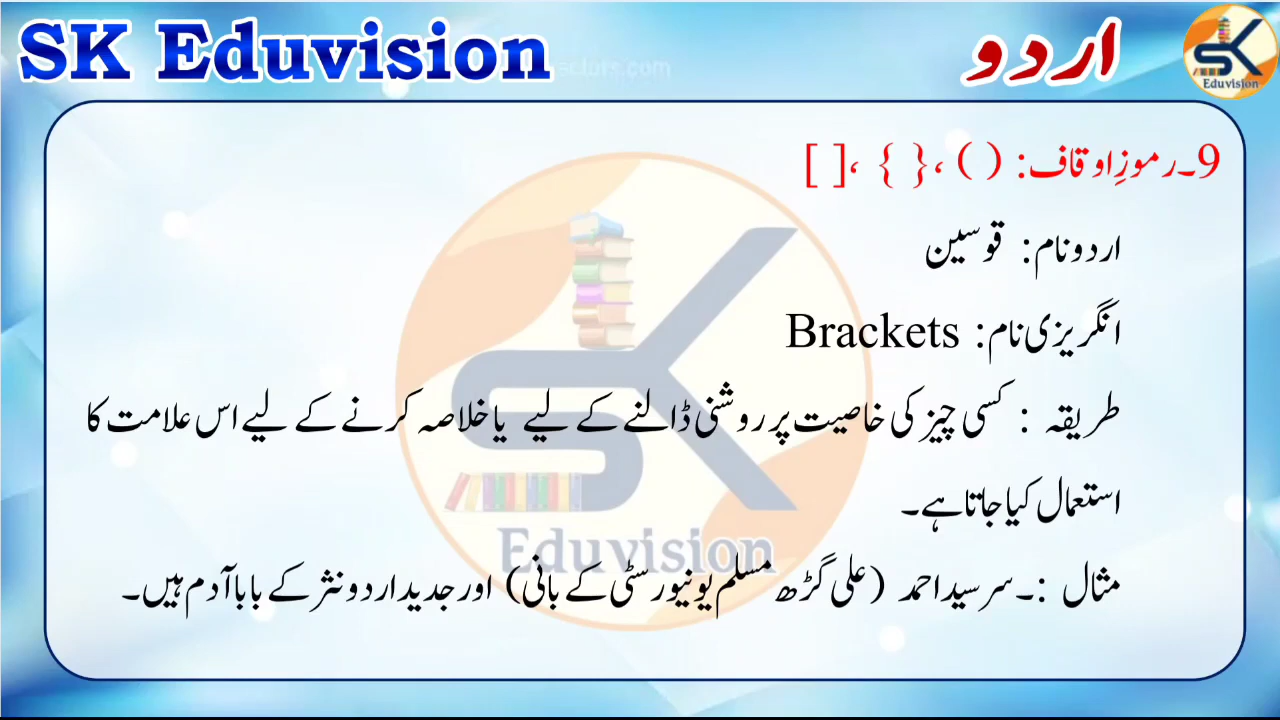 SK Eduvision
اردو
SK
Eduvision
9۔رموزِ اوقاف: ( )، { }، [ ]
اردو نام: قوسین
انگریزی نام: Brackets
طریقہ : کسی چیز کی خاصیت پر روشنی ڈالنے کے لیے یا خلاصہ کرنے کے لیے اس علامت کا
استعمال کیا جاتا ہے۔
مثال :۔ سر سید احمد (علی گڑھ مسلم یونیورسٹی کے بانی) اور جدید اردو نثر کے بابا آدم ہیں۔
SK
Eduvision